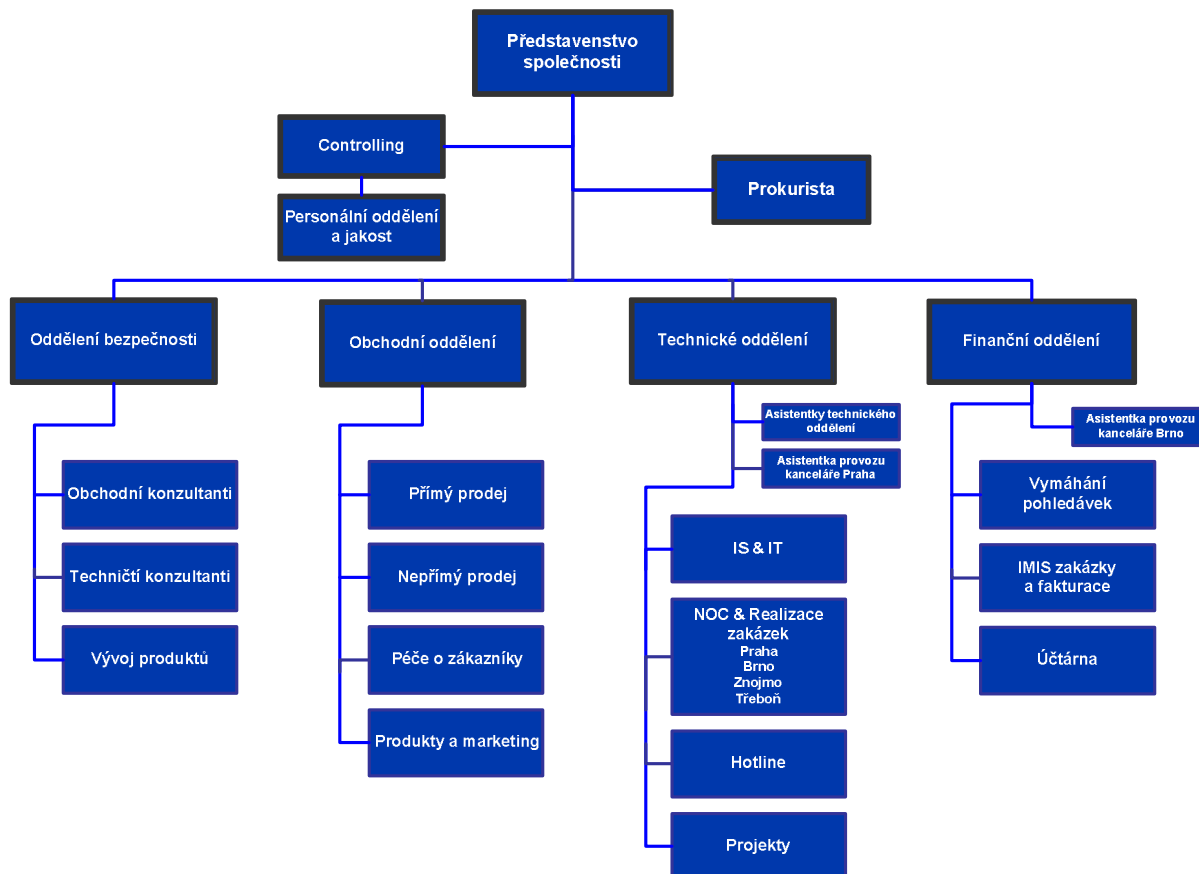 Představenstvo
společnosti
Controlling
Prokurista
Personální oddělení
a jakost
Oddělení bezpečnosti
Obchodní oddělení
Technické oddělení
Finanční oddělení
Asistentky technického
oddělení
Asistentka provozu
kanceláře Praha
Asistentka provozu
kanceláře Brno
Obchodní konzultanti
Techničtí konzultanti
Vývoj produktů
Přímý prodej
Nepřímý prodej
Péče o zákazníky
Produkty a marketing
IS & IT
NOC & Realizace
zakázek
Praha
Brno
Znojmo
Třeboň
Hotline
Projekty
Vymáhání
pohledávek
IMIS zakázky
a fakturace
Účtárna